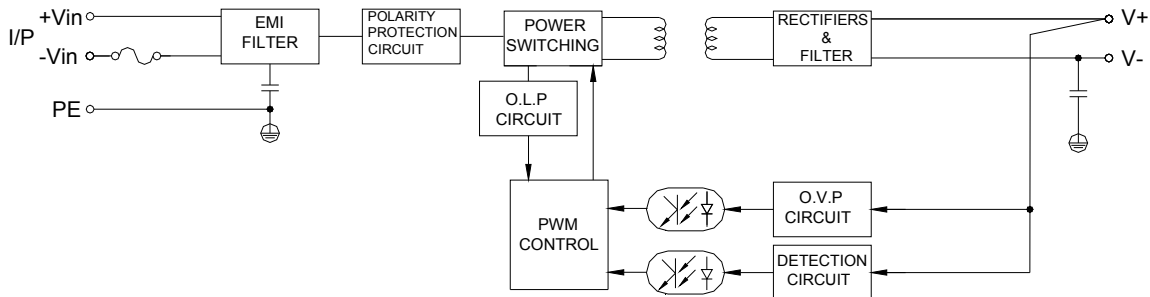 I/P
+Vin
-Vin
PE
EMI
FILTER
POLARITY
PROTECTION
CIRCUIT
POWER
SWITCHING
RECTIFIERS
&
FILTER
V+
V-
O.L.P
CIRCUIT
PWM
CONTROL
O.V.P
CIRCUIT
DETECTION
CIRCUIT